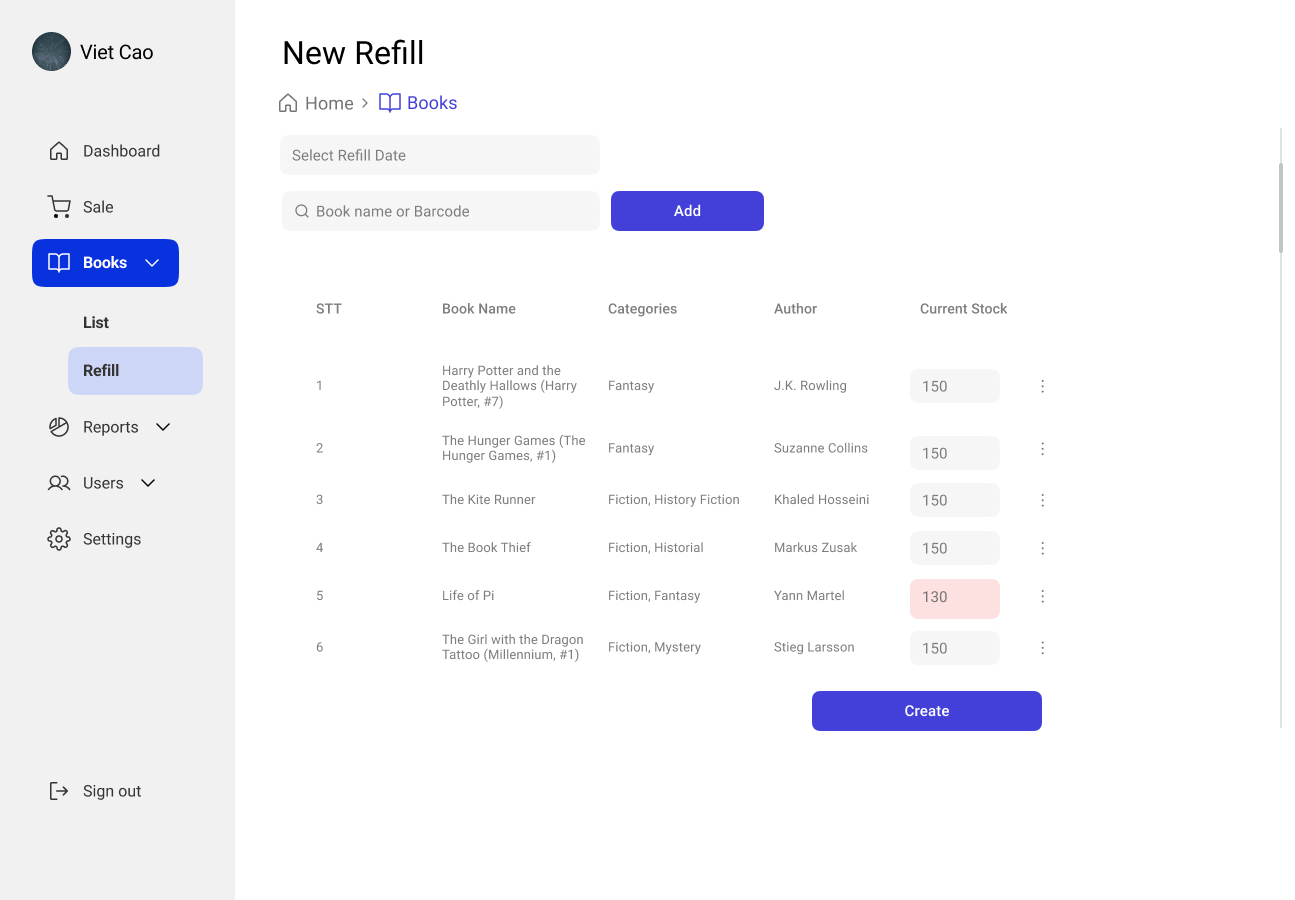 Viet Cao
Dashboard
Sale
Books
List
Refill
Reports
Users
Settings
Sign out
New Refill
Home
Books
Select Refill Date
Book name or Barcode
Add
STT Book Name Categories Author Current Stock
1 Harry Potter and the
Deathly Hallows (Harry
Potter, #7) Fantasy J.K. Rowling 150
2 The Hunger Games (The
Hunger Games, #1) Fantasy Suzanne Collins 150
3 The Kite Runner Fiction, History Fiction Khaled Hosseini 150
4 The Book Thief Fiction, Historial Markus Zusak 150
5 Life of Pi Fiction, Fantasy Yann Martel 130
6 The Girl with the Dragon
Tattoo (Millennium, #1) Fiction, Mystery Stieg Larsson 150
Create